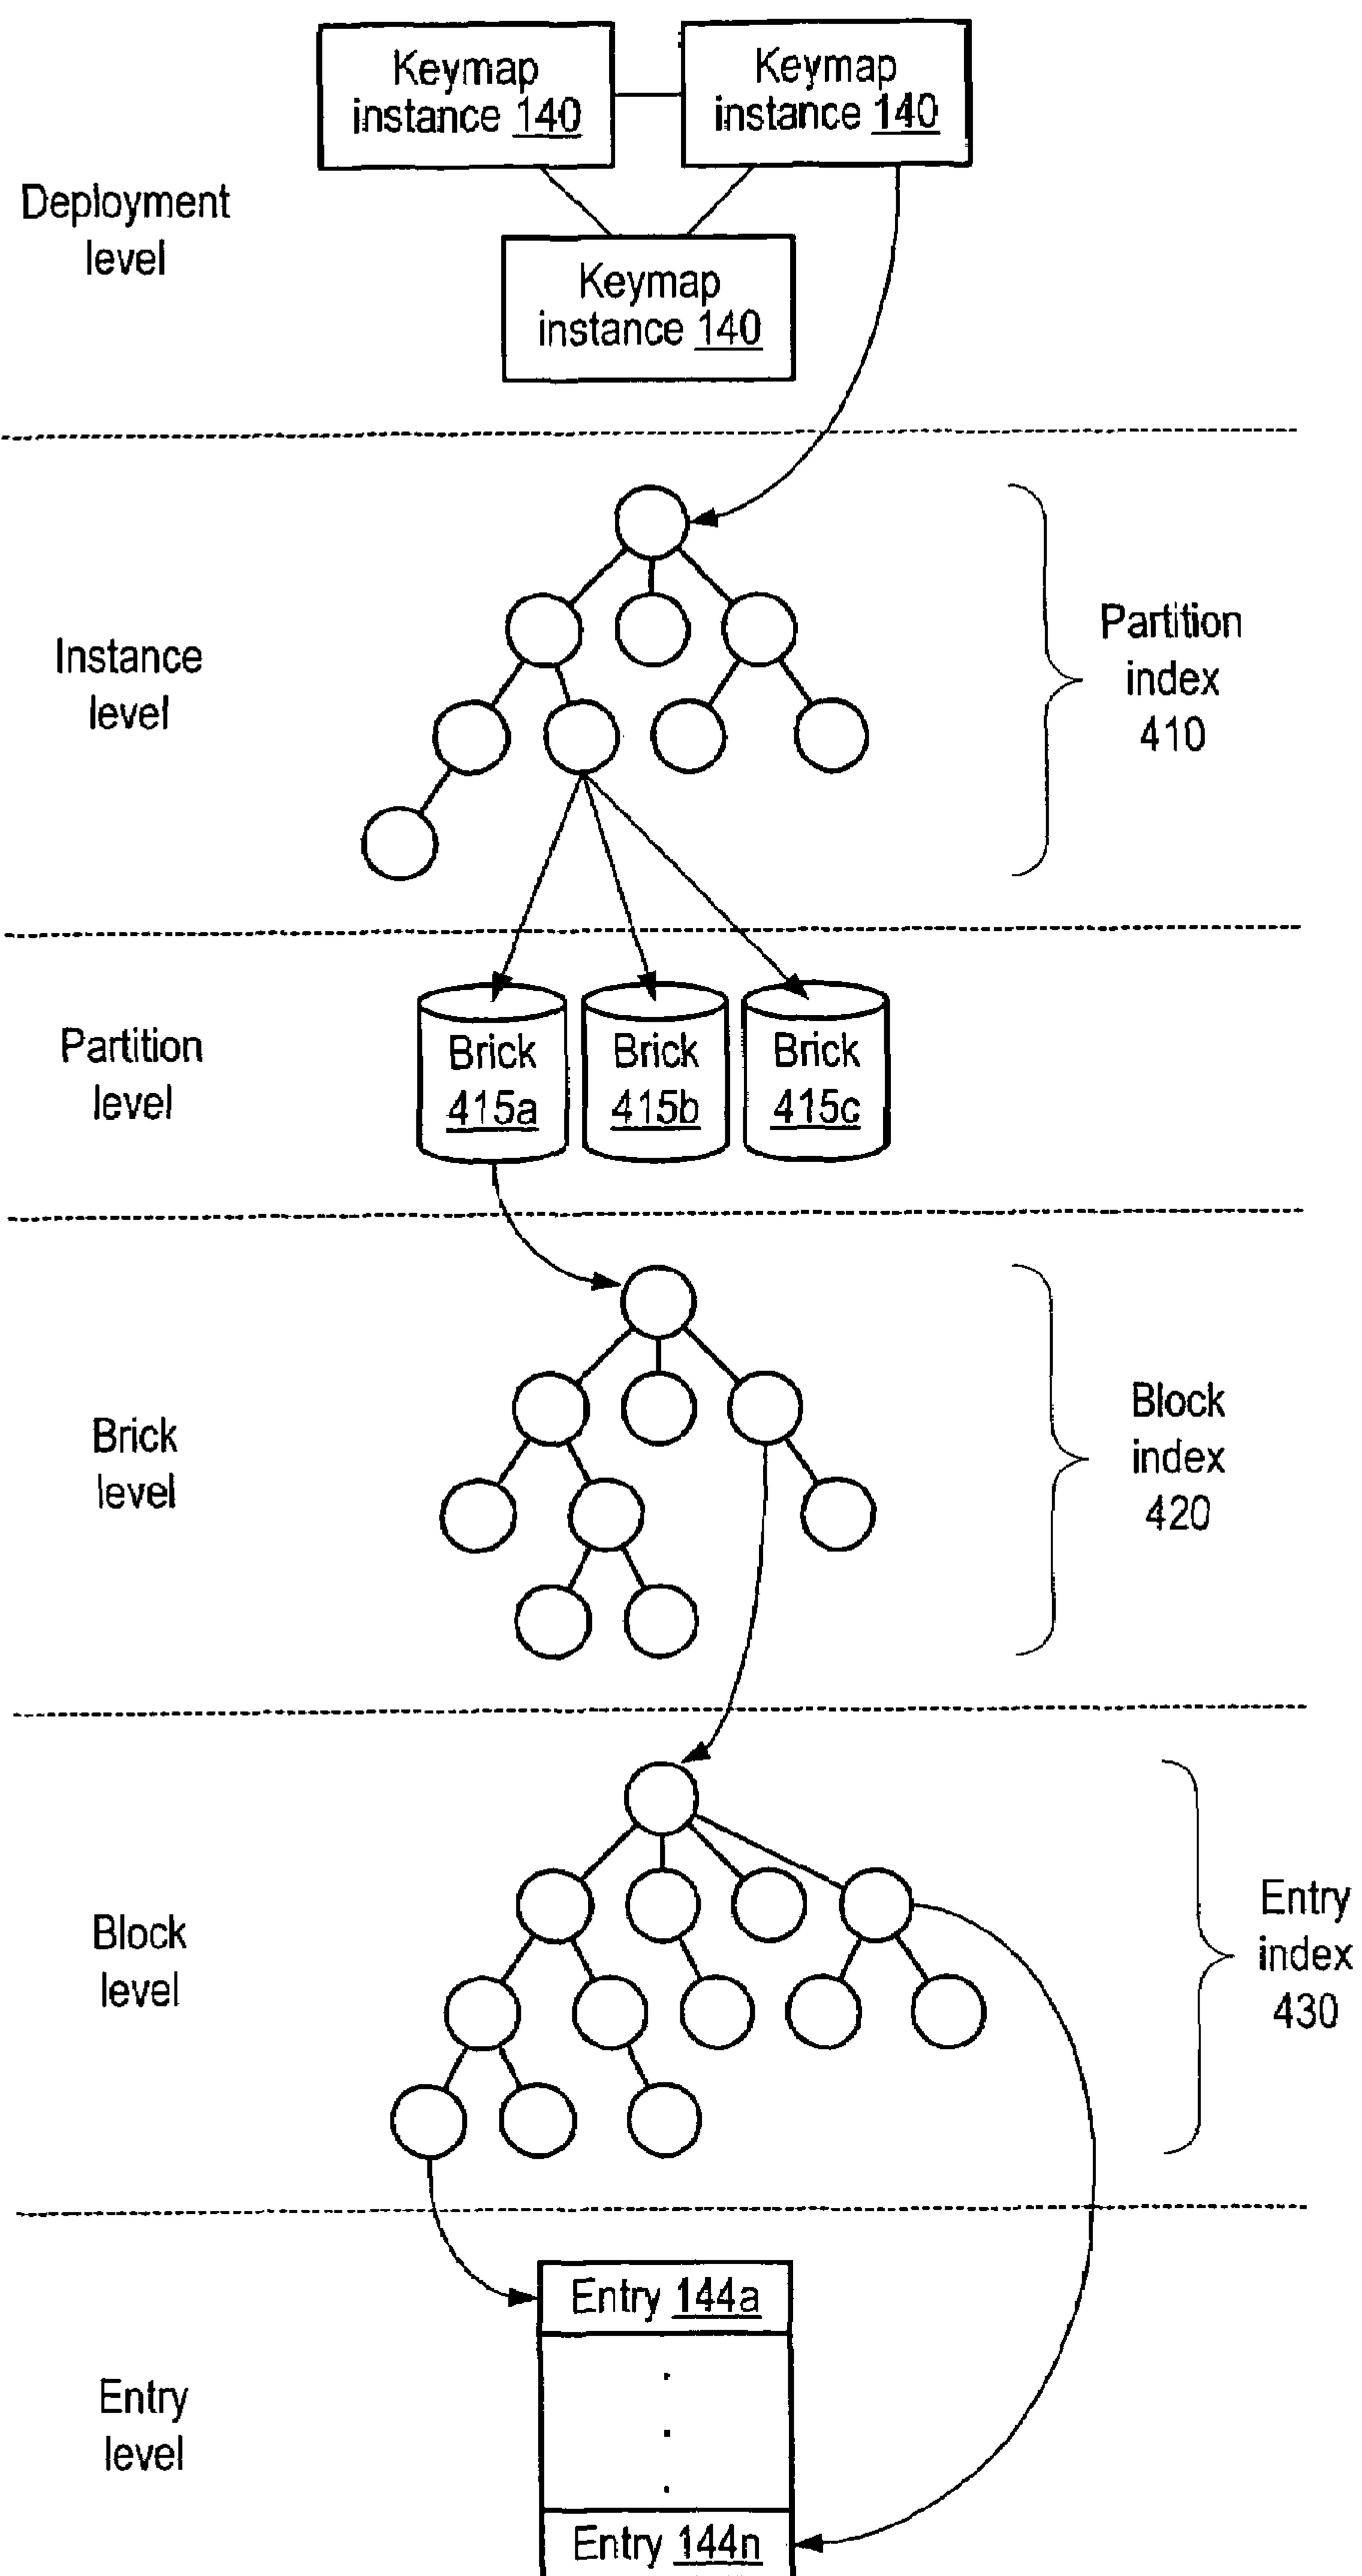 Keymap
instance 140
Keymap
instance 140
Deployment
level
Keymap
instance 140
Instance
level
Partition
index
410
Partition
level
Brick
415a
Brick
415b
Brick
415c
Brick
level
Block
index
420
Block
level
Entry
index
430
Entry 144a
.
.
.
Entry
level
Entry 144n